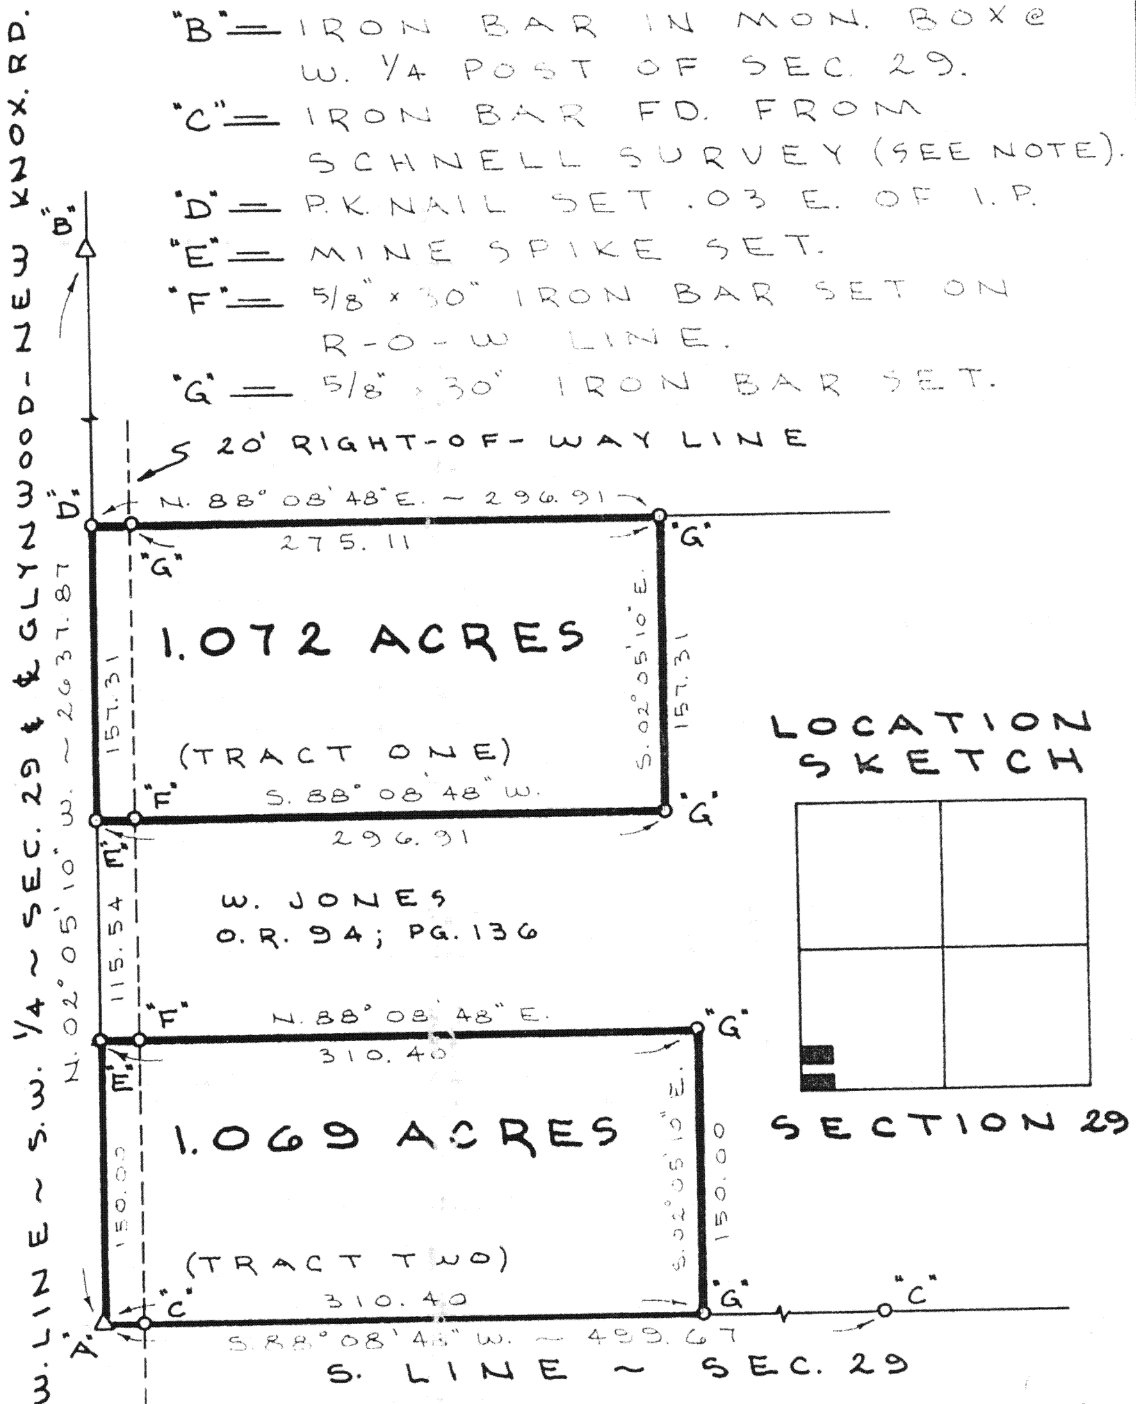 "B" = IRON BAR IN MON. BOX @
W. 1/4 POST OF SEC. 29.
"C" = IRON BAR FD. FROM
SCHNELL SURVEY (SEE NOTE).
"D" = P.K. NAIL SET .03 E. OF I.P.
"E" = MINE SPIKE SET.
"F" = 5/8" x 30" IRON BAR SET ON
R-O-W LINE.
"G" = 5/8" x 30" IRON BAR SET.
20' RIGHT-OF-WAY LINE
W. LINE ~ S.W. 1/4 ~ SEC. 29 & ℄ GLYNWOOD-NEW KNOX. RD.
N. 02° 05' 10" W. ~ 2637.87
"B"
"D"
N. 88° 08' 48" E. ~ 296.91
275.11
"G"
"G"
157.31
1.072 ACRES
S. 02° 05' 10" E.
157.31
(TRACT ONE)
S. 88° 08' 48" W.
296.91
"F"
"E"
"G"
115.54
W. JONES
O.R. 94; PG. 136
LOCATION
SKETCH
SECTION 29
"F"
"E"
N. 88° 08' 48" E.
310.40
"G"
150.00
1.069 ACRES
S. 02° 05' 10" E.
150.00
(TRACT TWO)
310.40
"A"
"C"
"G"
"C"
S. 88° 08' 48" W. ~ 499.67
S. LINE ~ SEC. 29